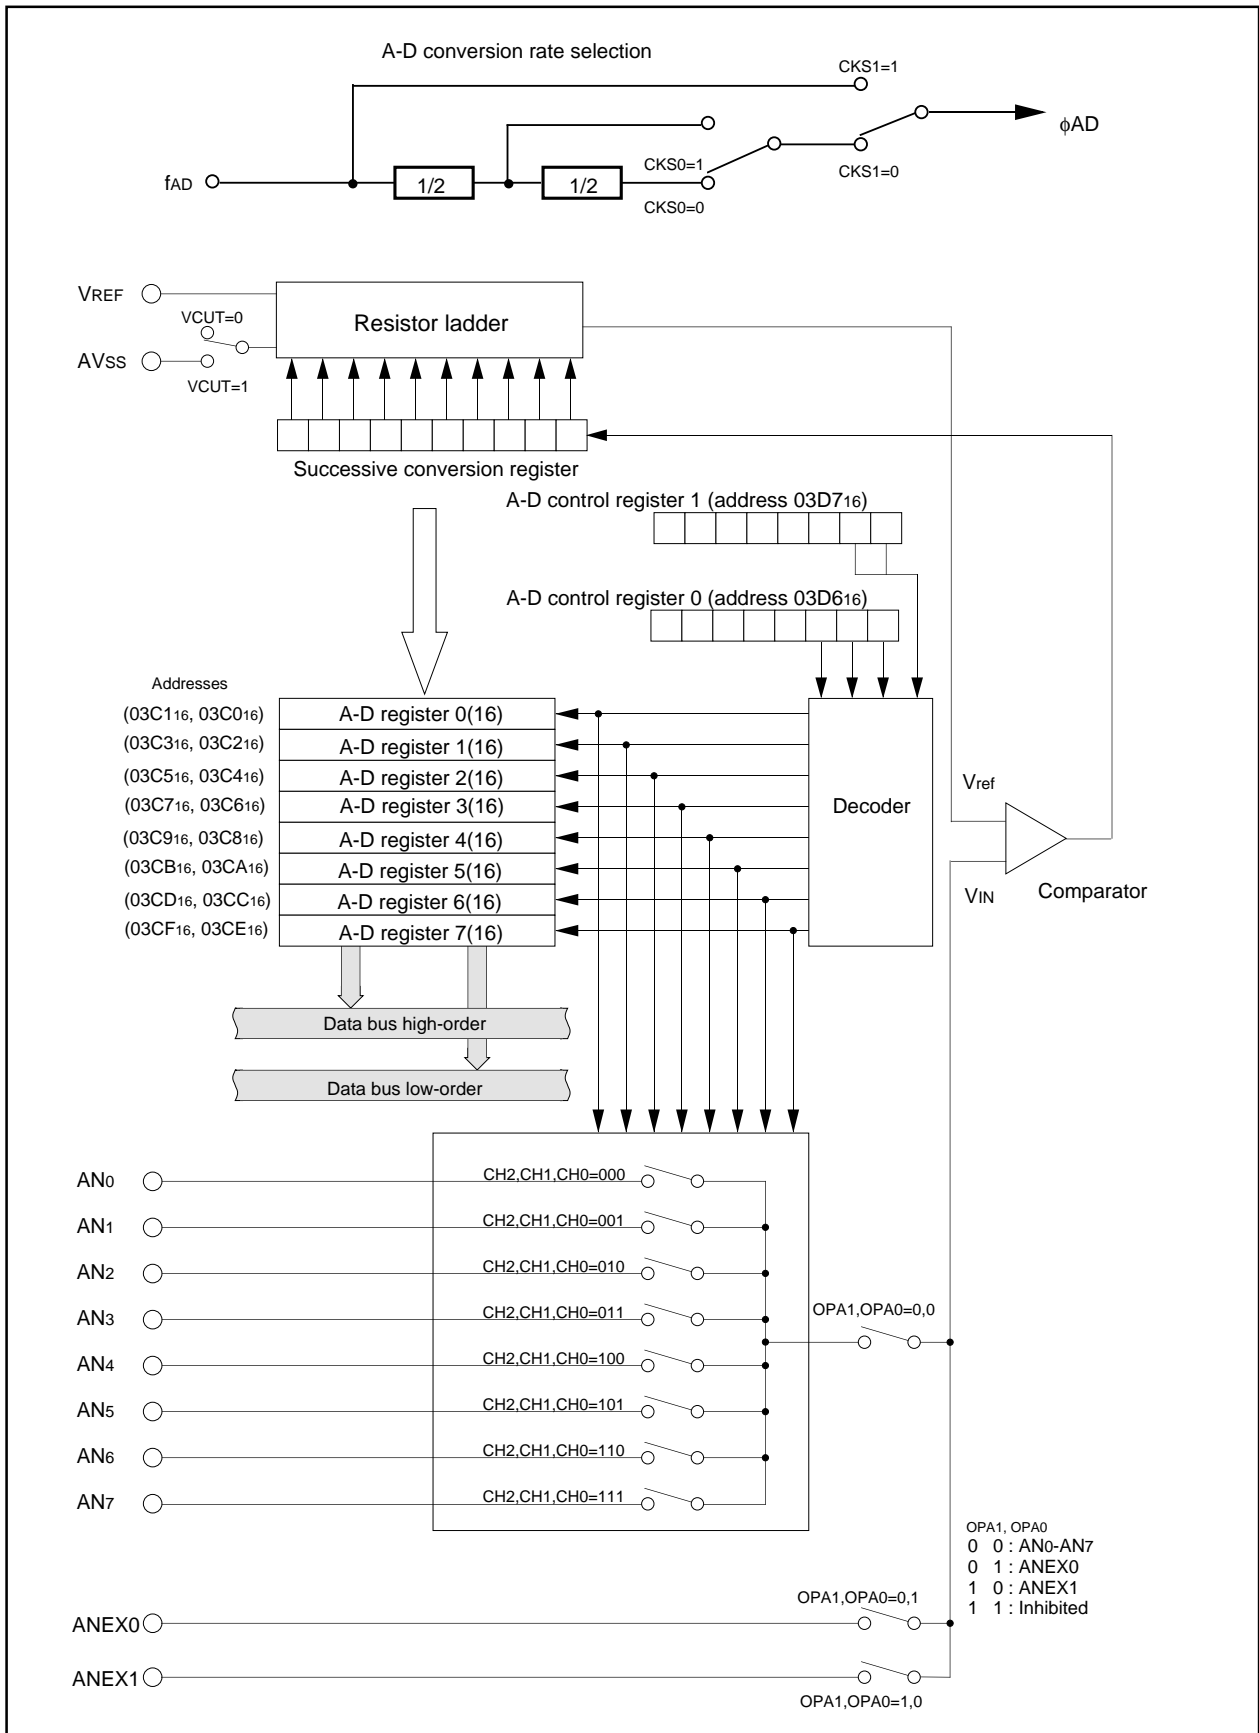 A-D conversion rate selection
CKS1=1
φAD
CKS0=1
CKS1=0
fAD
1/2
1/2
CKS0=0
VREF
VCUT=0
Resistor ladder
AVSS
VCUT=1
Successive conversion register
A-D control register 1 (address 03D716)
A-D control register 0 (address 03D616)
Addresses
(03C116, 03C016)
A-D register 0(16)
(03C316, 03C216)
A-D register 1(16)
(03C516, 03C416)
A-D register 2(16)
(03C716, 03C616)
A-D register 3(16)
(03C916, 03C816)
A-D register 4(16)
(03CB16, 03CA16)
A-D register 5(16)
(03CD16, 03CC16)
A-D register 6(16)
(03CF16, 03CE16)
A-D register 7(16)
Decoder
Vref
VIN
Comparator
Data bus high-order
Data bus low-order
AN0
CH2,CH1,CH0=000
AN1
CH2,CH1,CH0=001
AN2
CH2,CH1,CH0=010
AN3
CH2,CH1,CH0=011
OPA1,OPA0=0,0
AN4
CH2,CH1,CH0=100
AN5
CH2,CH1,CH0=101
AN6
CH2,CH1,CH0=110
AN7
CH2,CH1,CH0=111
OPA1, OPA0
0 0 : AN0-AN7
0 1 : ANEX0
1 0 : ANEX1
1 1 : Inhibited
OPA1,OPA0=0,1
ANEX0
ANEX1
OPA1,OPA0=1,0